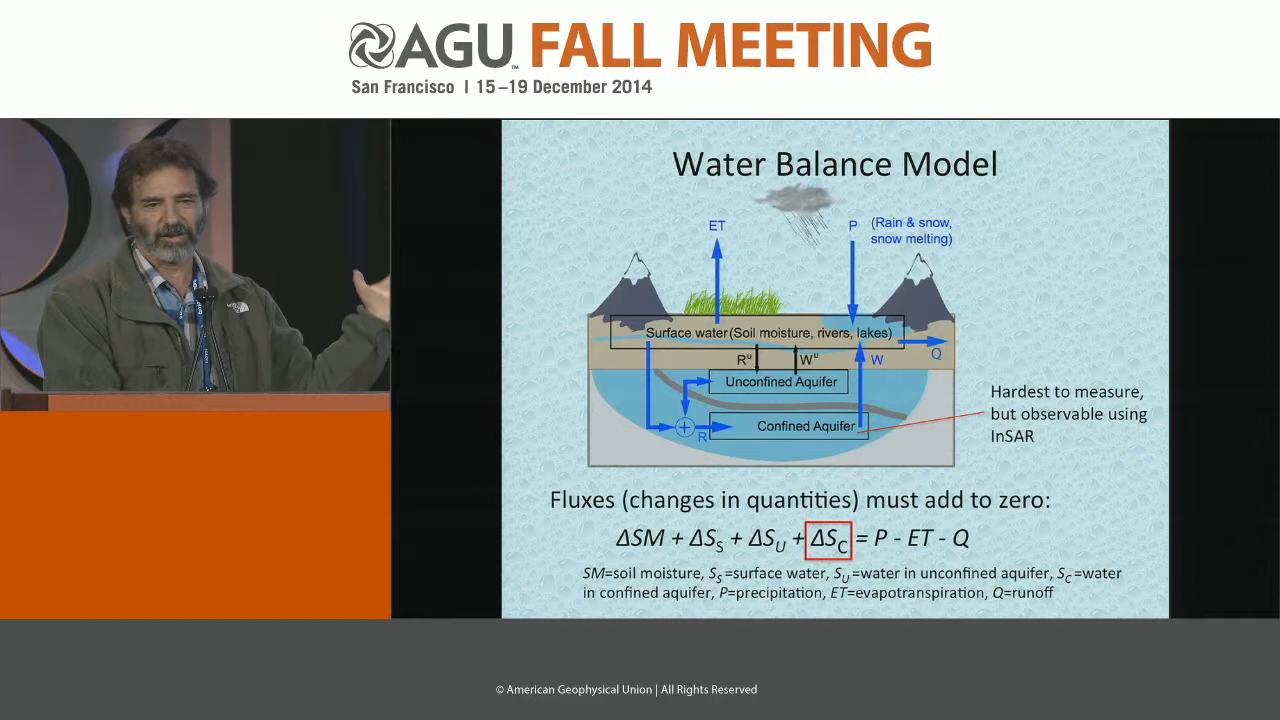 AGU FALL MEETING
San Francisco | 15–19 December 2014
Water Balance Model
ET
P
(Rain & snow,
snow melting)
Surface water (Soil moisture, rivers, lakes)
Rᵘ
Wᵘ
W
Q
Unconfined Aquifer
Confined Aquifer
R
Hardest to measure,
but observable using
InSAR
Fluxes (changes in quantities) must add to zero:
ΔSM + ΔS_S + ΔS_U + ΔS_C = P - ET - Q
SM=soil moisture, S_S=surface water, S_U=water in unconfined aquifer, S_C=water
in confined aquifer, P=precipitation, ET=evapotranspiration, Q=runoff
© American Geophysical Union | All Rights Reserved